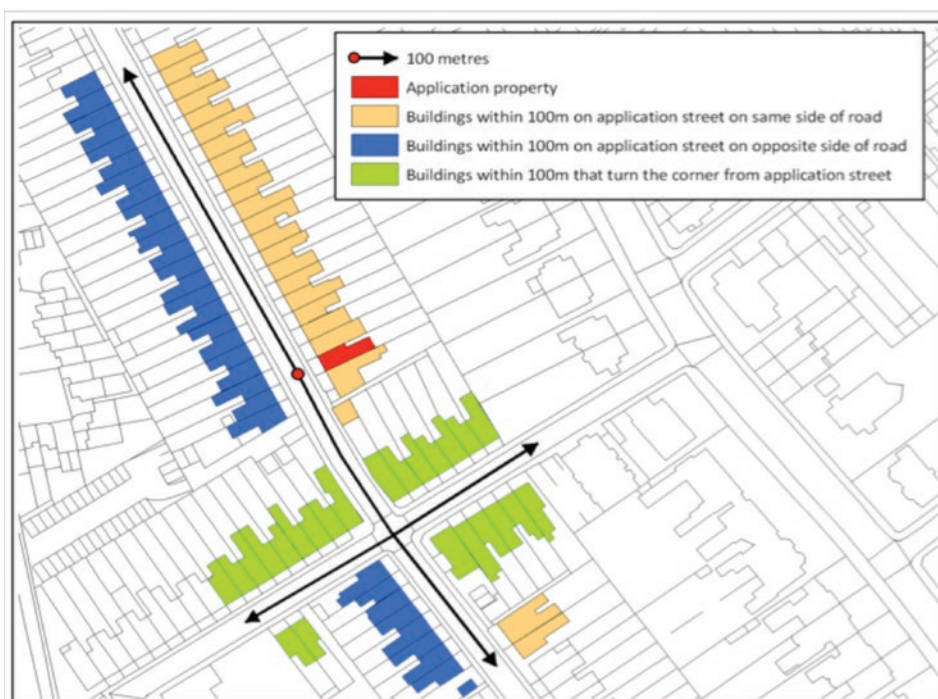 100 metres
Application property
Buildings within 100m on application street on same side of road
Buildings within 100m on application street on opposite side of road
Buildings within 100m that turn the corner from application street